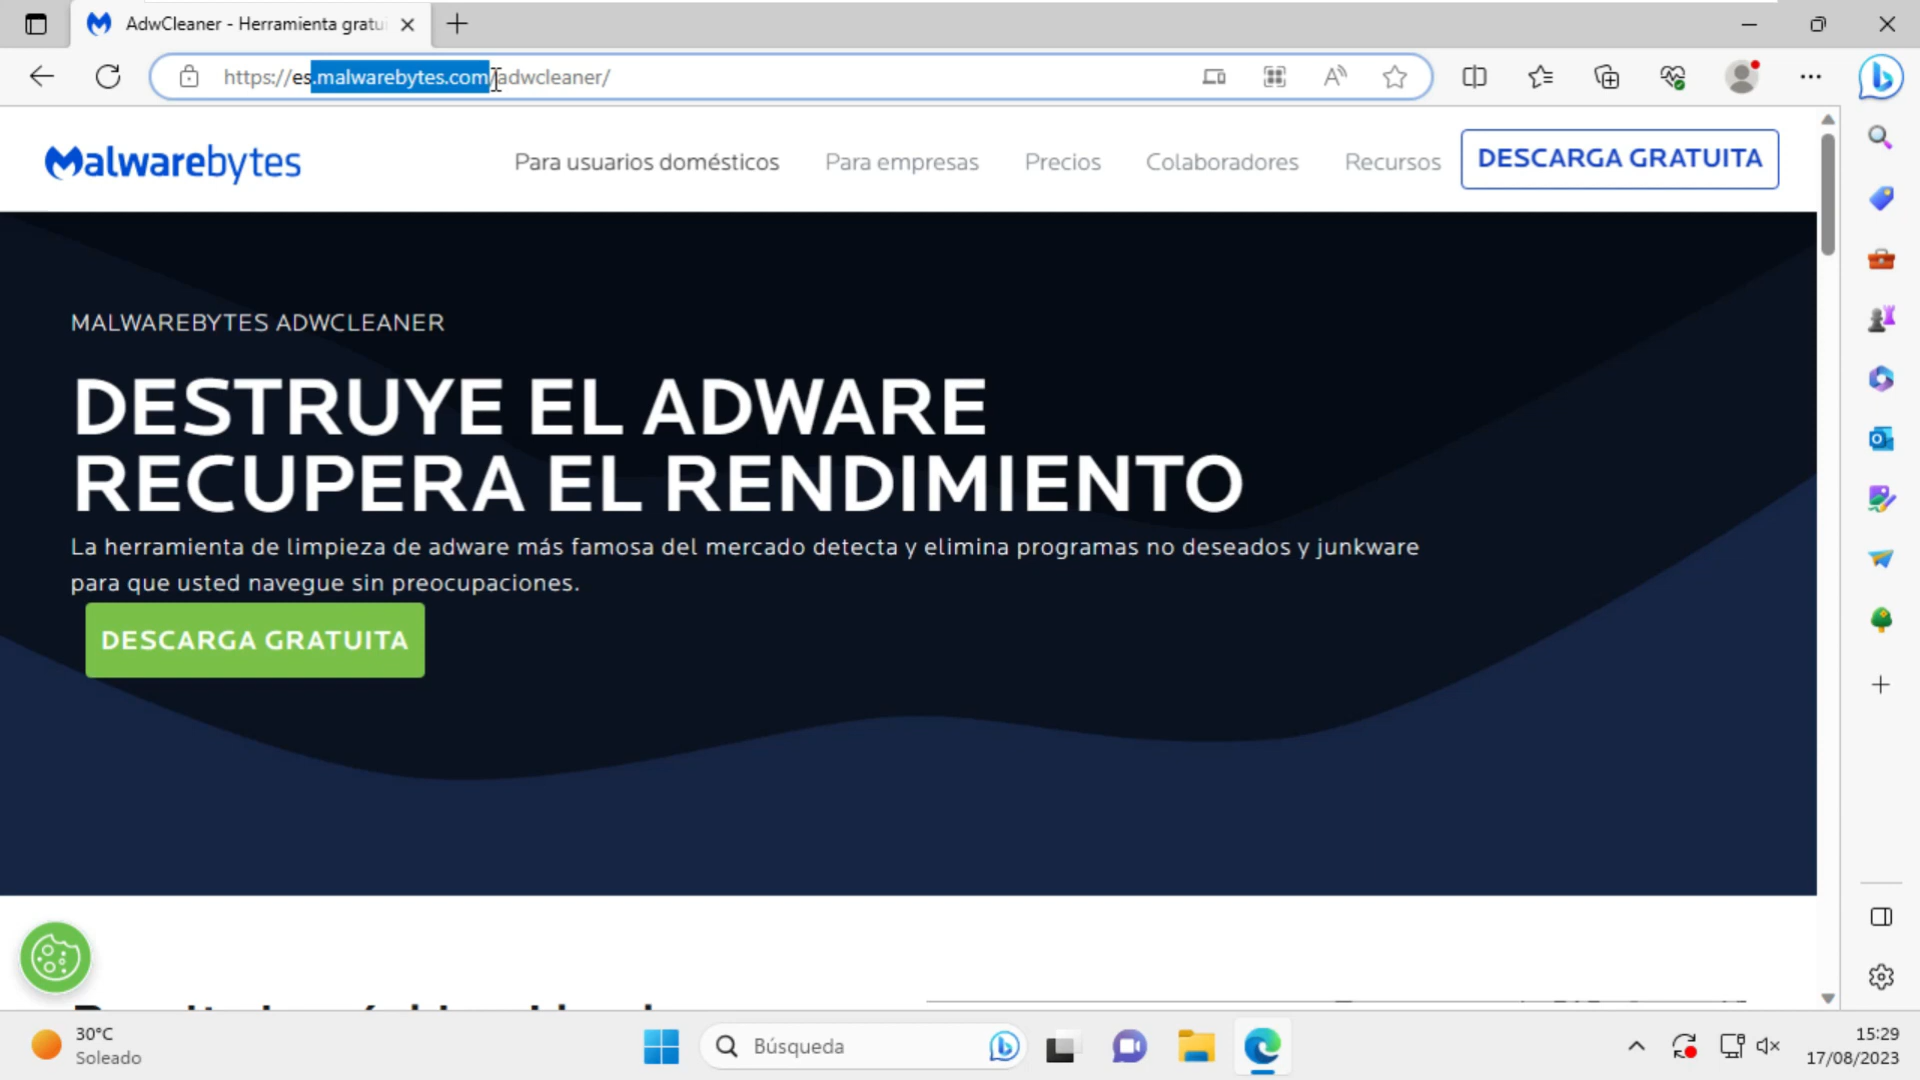 AdwCleaner - Herramienta gratui
https://es.malwarebytes.com/adwcleaner/
Malwarebytes
Para usuarios domésticos
Para empresas
Precios
Colaboradores
Recursos
DESCARGA GRATUITA
MALWAREBYTES ADWCLEANER
DESTRUYE EL ADWARE
RECUPERA EL RENDIMIENTO
La herramienta de limpieza de adware más famosa del mercado detecta y elimina programas no deseados y junkware
para que usted navegue sin preocupaciones.
DESCARGA GRATUITA
30°C
Soleado
Búsqueda
15:29
17/08/2023